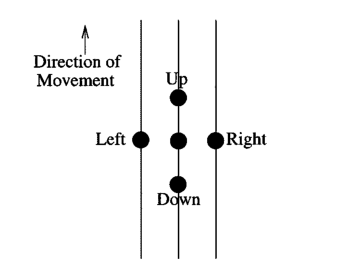 Direction of
Movement
Up
Left
Right
Down